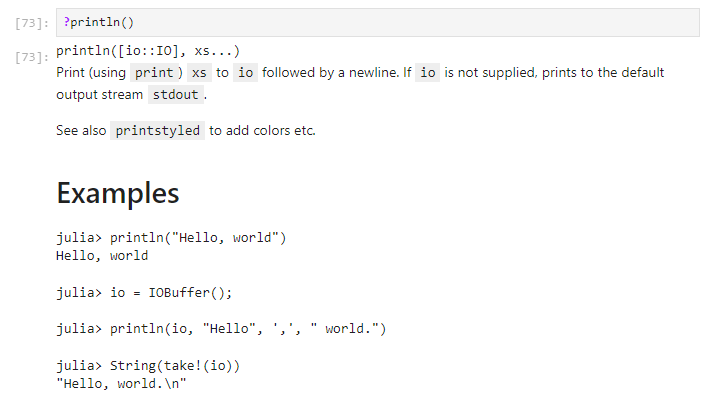 [73]: ?println()
[73]: println([io::IO], xs...)
Print (using print ) xs to io followed by a newline. If io is not supplied, prints to the default
output stream stdout .
See also printstyled to add colors etc.
Examples
julia> println("Hello, world")
Hello, world
julia> io = IOBuffer();
julia> println(io, "Hello", ',', " world.")
julia> String(take!(io))
"Hello, world.\n"